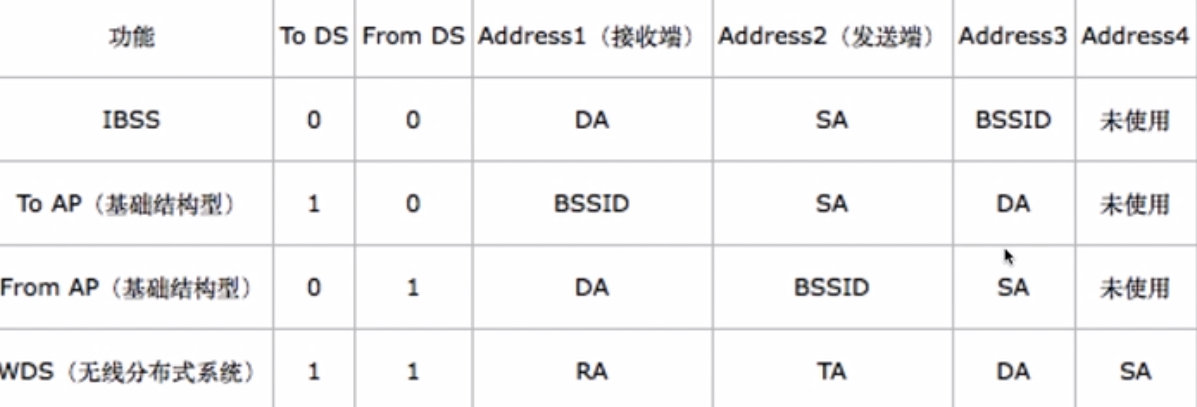 功能 To DS From DS Address1（接收端） Address2（发送端） Address3 Address4
IBSS 0 0 DA SA BSSID 未使用
To AP（基础结构型） 1 0 BSSID SA DA 未使用
From AP（基础结构型） 0 1 DA BSSID SA 未使用
WDS（无线分布式系统） 1 1 RA TA DA SA